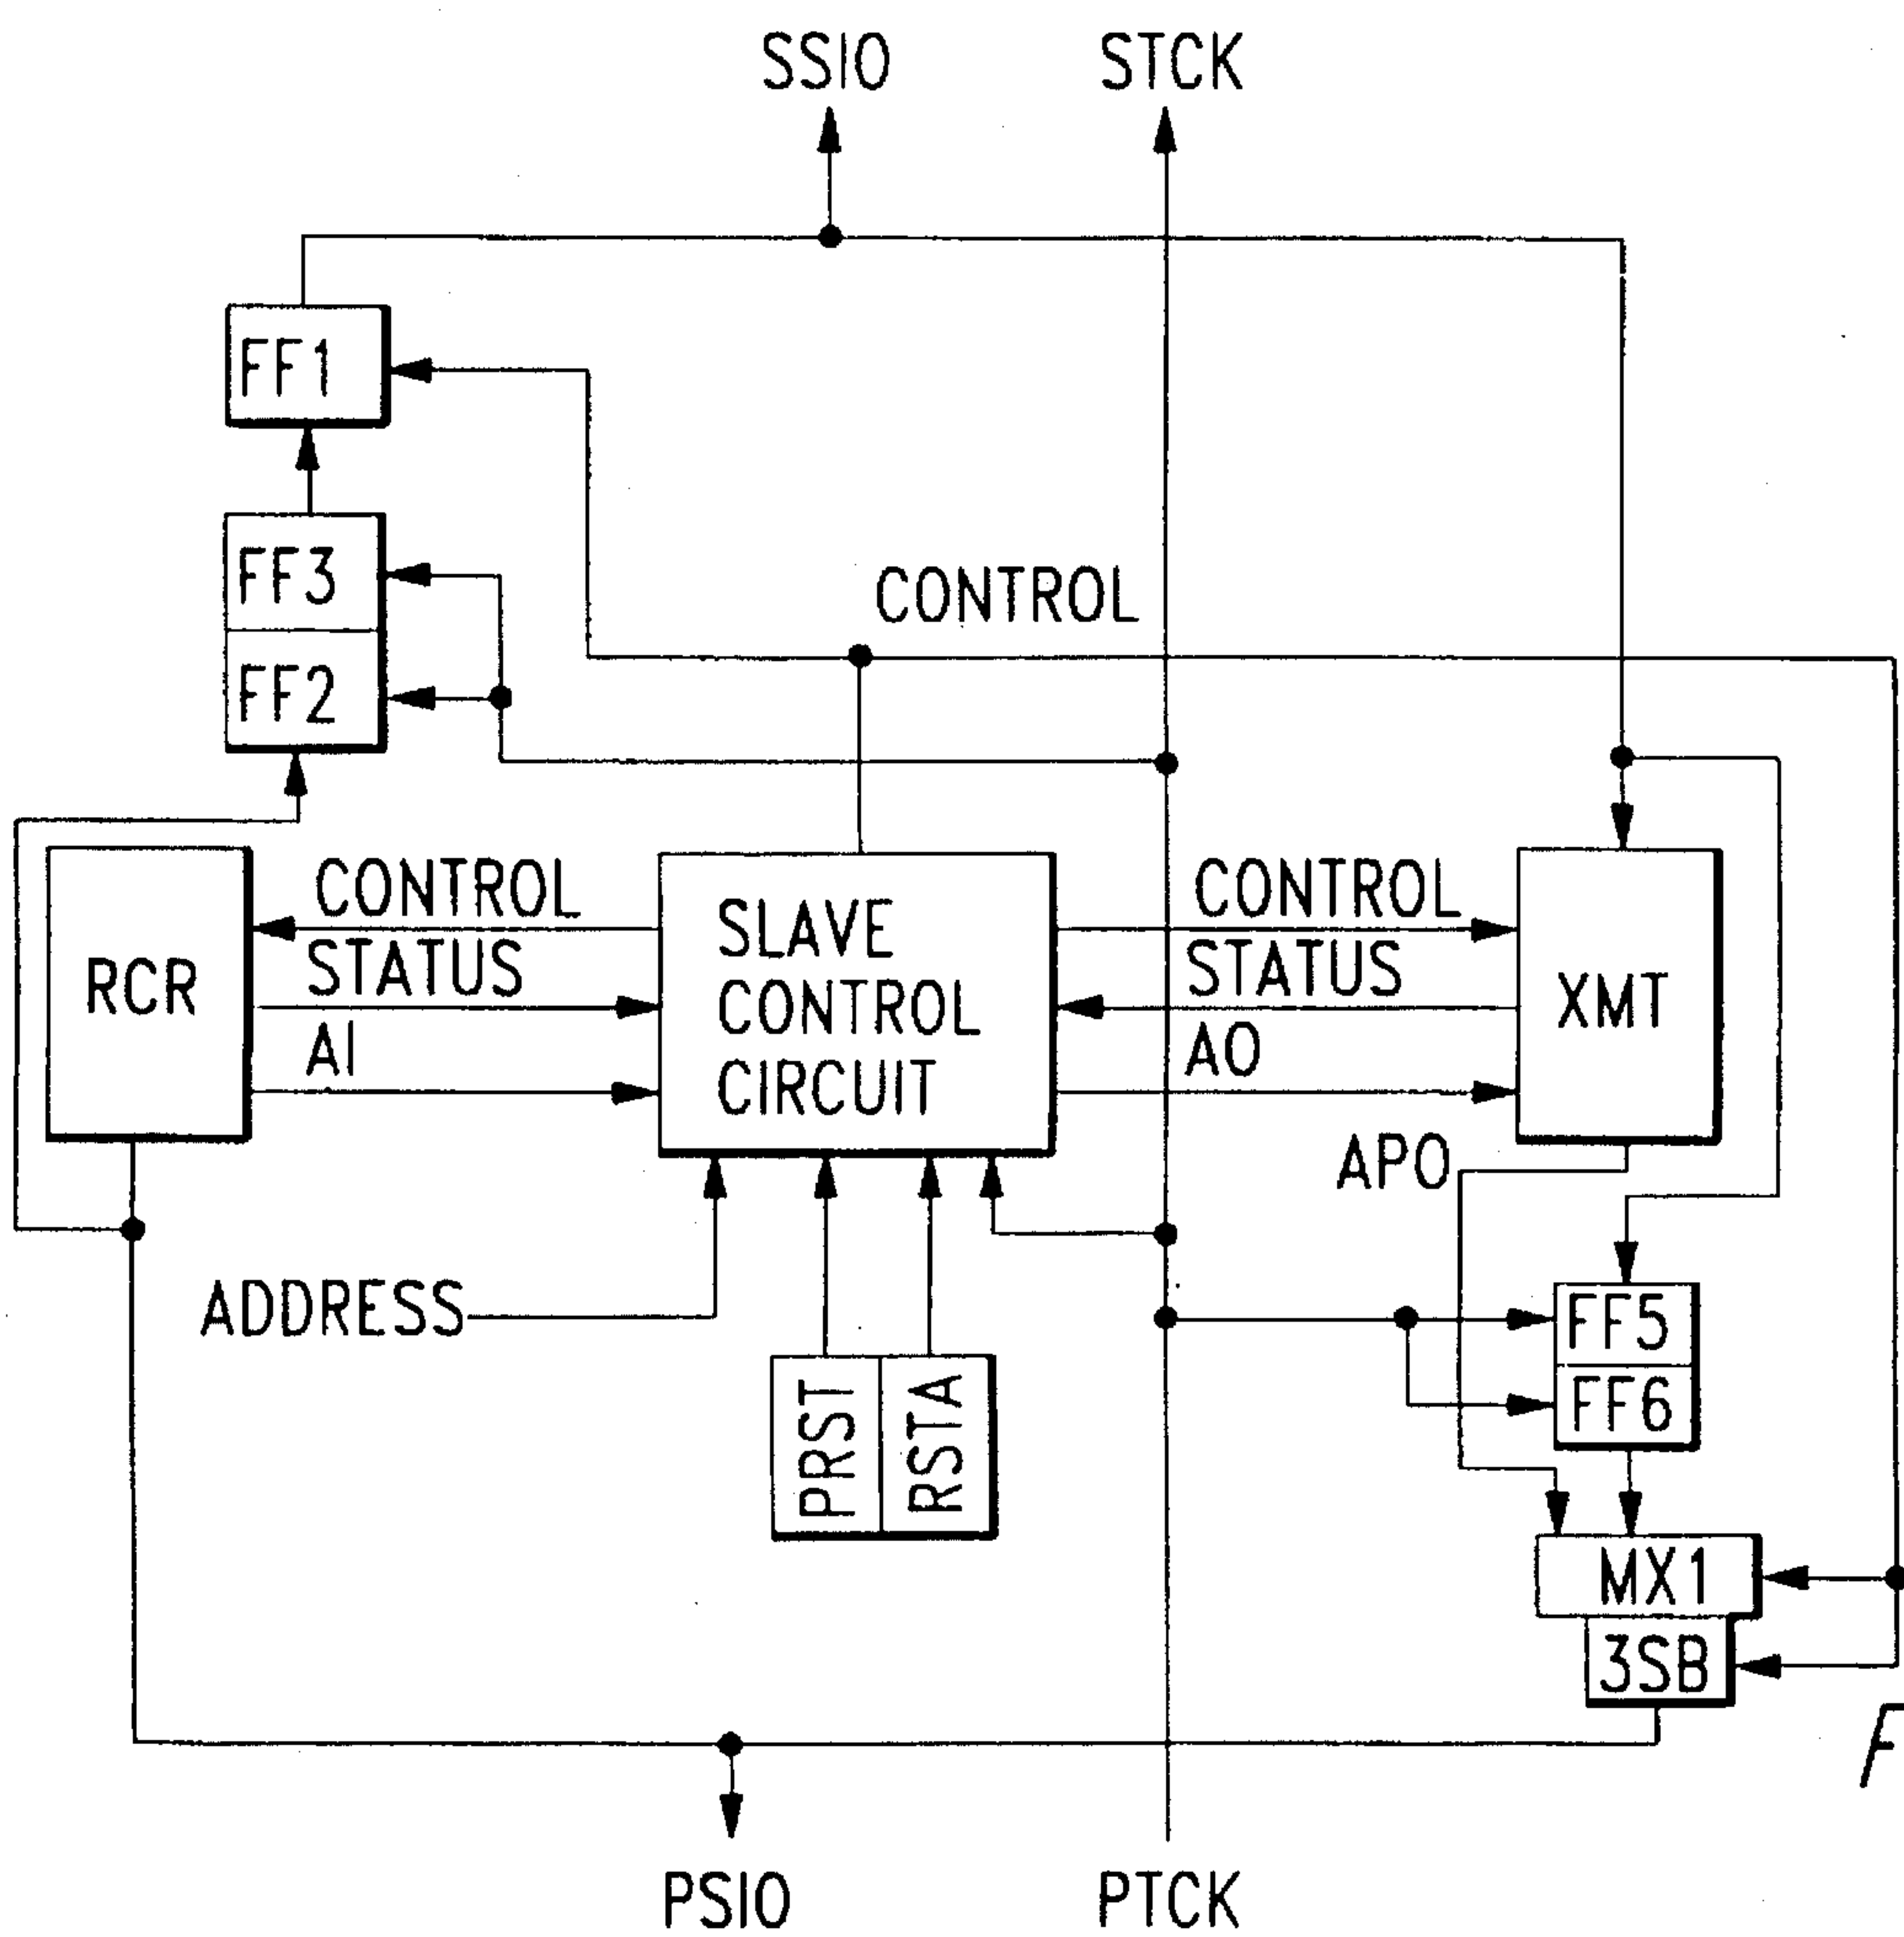 SSIO
STCK
FF1
FF3
CONTROL
FF2
CONTROL
CONTROL
STATUS
STATUS
AI
AO
RCR
SLAVE
CONTROL
CIRCUIT
XMT
APO
ADDRESS
PRST
RSTA
FF5
FF6
MX1
3SB
F
PSIO
PTCK